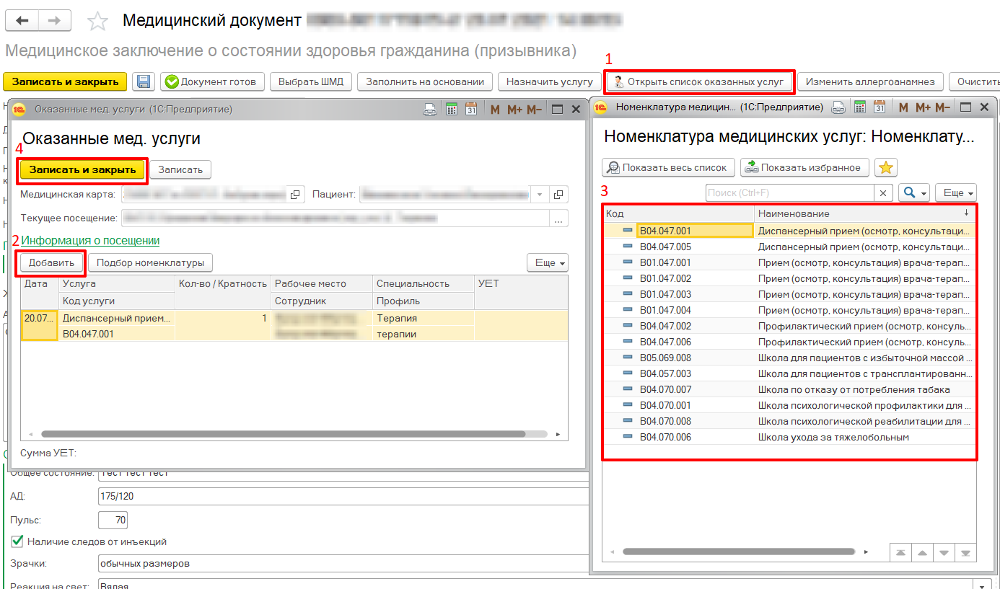 Медицинский документ
Медицинское заключение о состоянии здоровья гражданина (призывника)
1
Записать и закрыть Документ готов Выбрать ШМД Заполнить на основании Назначить услугу Открыть список оказанных услуг Изменить аллергоанамнез Очистить
Оказанные мед. услуги (1С:Предприятие) 31 M M+ M-
Оказанные мед. услуги
4
Записать и закрыть Записать
Медицинская карта: Пациент:
Текущее посещение: ...
2
Информация о посещении
Добавить Подбор номенклатуры Еще
Дата Услуга Кол-во / Кратность Рабочее место Специальность УЕТ
Код услуги Сотрудник Профиль
20.07... Диспансерный прием... 1 Терапия
B04.047.001 терапии
Сумма УЕТ:
Номенклатура медицин... (1С:Предприятие) 31 M M+ M-
Номенклатура медицинских услуг: Номенклату...
Показать весь список Показать избранное
3
Поиск (Ctrl+F) Еще
Код Наименование
B04.047.001 Диспансерный прием (осмотр, консультаци...
B04.047.005 Диспансерный прием (осмотр, консультаци...
B01.047.001 Прием (осмотр, консультация) врача-терап...
B01.047.002 Прием (осмотр, консультация) врача-терап...
B01.047.003 Прием (осмотр, консультация) врача-терап...
B01.047.004 Прием (осмотр, консультация) врача-терап...
B04.047.002 Профилактический прием (осмотр, консуль...
B04.047.006 Профилактический прием (осмотр, консуль...
B05.069.008 Школа для пациентов с избыточной массой ...
B04.057.003 Школа для пациентов с трансплантированн...
B04.070.007 Школа по отказу от потребления табака
B04.070.001 Школа психологической профилактики для ...
B04.070.008 Школа психологической реабилитации для ...
B04.070.006 Школа ухода за тяжелобольным
Общее состояние: Тест тест тест
АД: 175/120
Пульс: 70
Наличие следов от инъекций
Зрачки: обычных размеров
Реакция на свет: Вялая